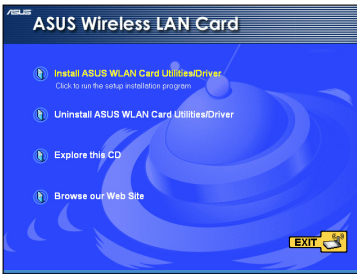 ASUS
ASUS Wireless LAN Card
Install ASUS WLAN Card Utilities/Driver
Click to run the setup installation program
Uninstall ASUS WLAN Card Utilities/Driver
Explore this CD
Browse our Web Site
EXIT